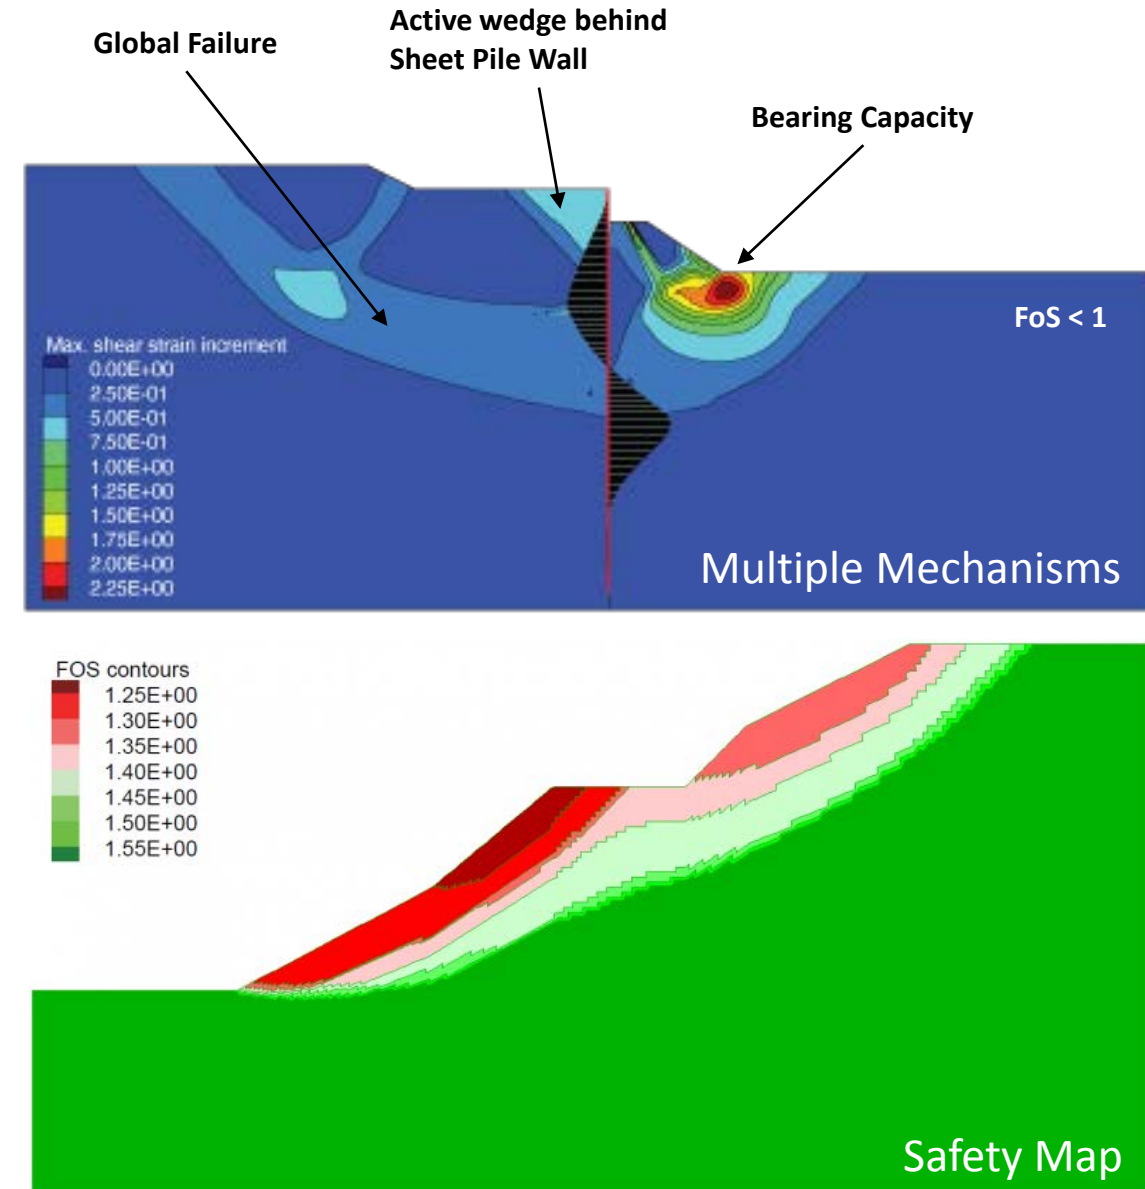 Global Failure
Active wedge behind
Sheet Pile Wall
Bearing Capacity
FoS < 1
Max. shear strain increment
0.00E+00
2.50E-01
5.00E-01
7.50E-01
1.00E+00
1.25E+00
1.50E+00
1.75E+00
2.00E+00
2.25E+00
Multiple Mechanisms
FOS contours
1.25E+00
1.30E+00
1.35E+00
1.40E+00
1.45E+00
1.50E+00
1.55E+00
Safety Map